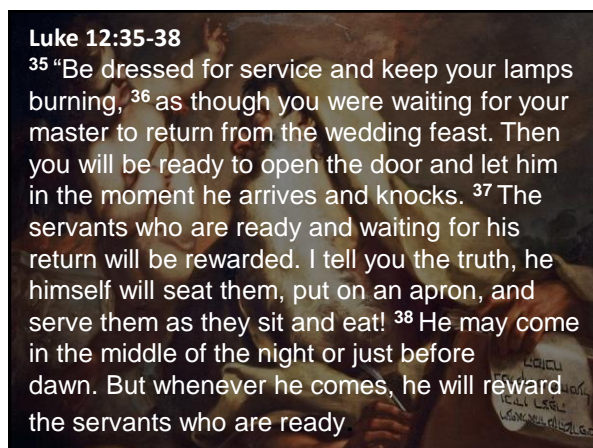 Luke 12:35-38
35 “Be dressed for service and keep your lamps
burning, 36 as though you were waiting for your
master to return from the wedding feast. Then
you will be ready to open the door and let him
in the moment he arrives and knocks. 37 The
servants who are ready and waiting for his
return will be rewarded. I tell you the truth, he
himself will seat them, put on an apron, and
serve them as they sit and eat! 38 He may come
in the middle of the night or just before
dawn. But whenever he comes, he will reward
the servants who are ready.